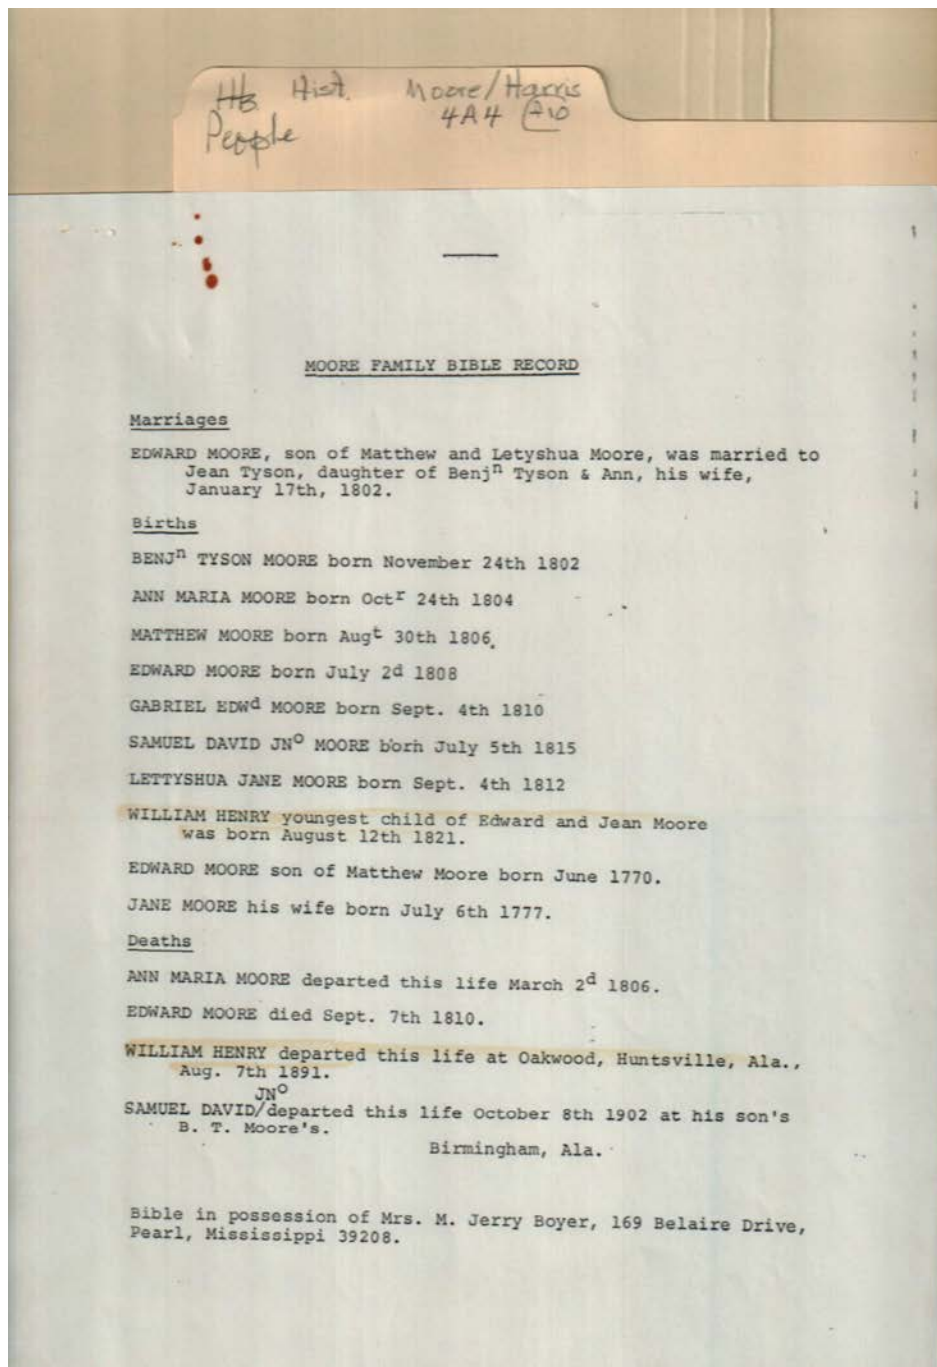 HB Hist. Moore/Harris
People 4A4
MOORE FAMILY BIBLE RECORD
Marriages
EDWARD MOORE, son of Matthew and Letyshua Moore, was married to
Jean Tyson, daughter of Benjⁿ Tyson & Ann, his wife,
January 17th, 1802.
Births
BENJⁿ TYSON MOORE born November 24th 1802
ANN MARIA MOORE born Octʳ 24th 1804
MATTHEW MOORE born Augᵗ 30th 1806.
EDWARD MOORE born July 2ᵈ 1808
GABRIEL EDWᵈ MOORE born Sept. 4th 1810
SAMUEL DAVID JNᴼ MOORE born July 5th 1815
LETTYSHUA JANE MOORE born Sept. 4th 1812
WILLIAM HENRY youngest child of Edward and Jean Moore
was born August 12th 1821.
EDWARD MOORE son of Matthew Moore born June 1770.
JANE MOORE his wife born July 6th 1777.
Deaths
ANN MARIA MOORE departed this life March 2ᵈ 1806.
EDWARD MOORE died Sept. 7th 1810.
WILLIAM HENRY departed this life at Oakwood, Huntsville, Ala.,
Aug. 7th 1891.
JNᴼ
SAMUEL DAVID/departed this life October 8th 1902 at his son's
B. T. Moore's.
Birmingham, Ala.
Bible in possession of Mrs. M. Jerry Boyer, 169 Belaire Drive,
Pearl, Mississippi 39208.